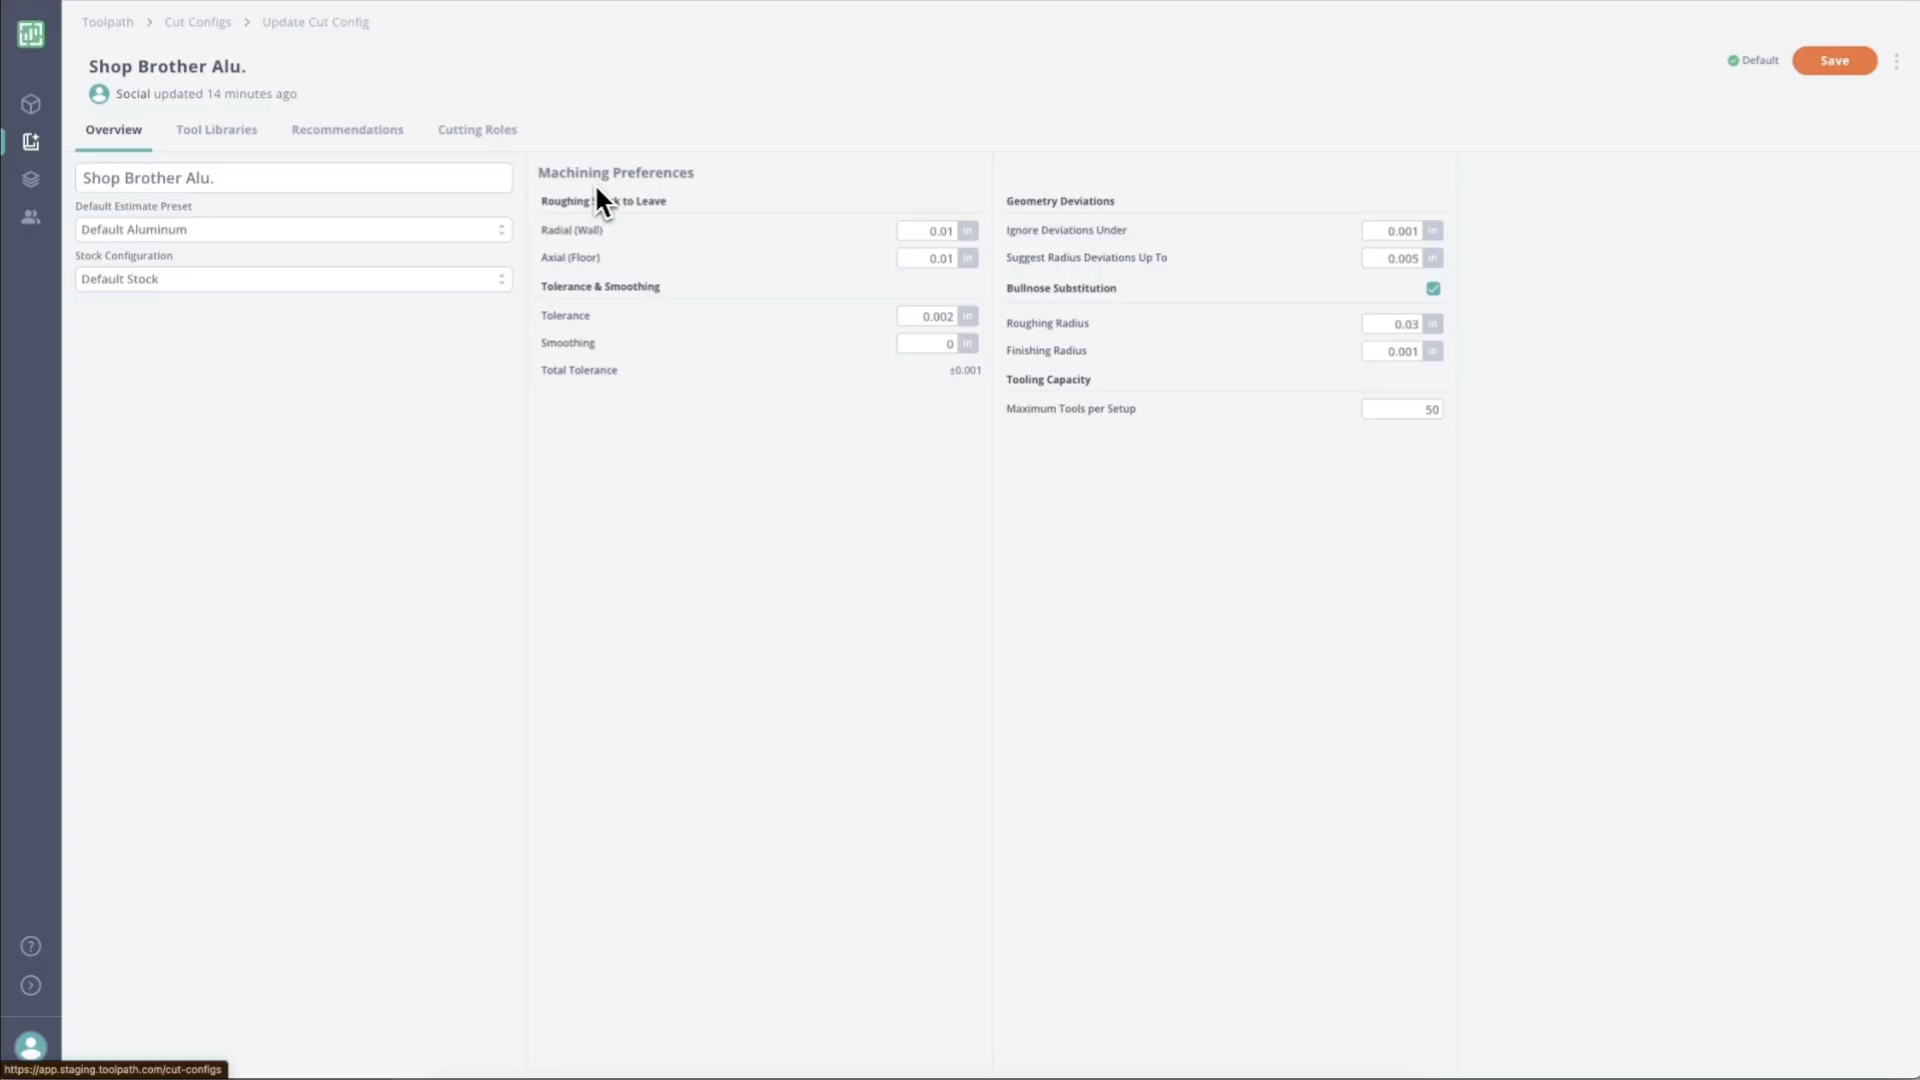 Toolpath > Cut Configs > Update Cut Config
Shop Brother Alu.
Default
Save
Social updated 14 minutes ago
Overview
Tool Libraries
Recommendations
Cutting Roles
Shop Brother Alu.
Default Estimate Preset
Default Aluminum
Stock Configuration
Default Stock
Machining Preferences
Roughing to Leave
Radial (Wall) 0.01 in
Axial (Floor) 0.01 in
Tolerance & Smoothing
Tolerance 0.002 in
Smoothing 0 in
Total Tolerance ±0.001
Geometry Deviations
Ignore Deviations Under 0.001 in
Suggest Radius Deviations Up To 0.005 in
Bullnose Substitution
Roughing Radius 0.03 in
Finishing Radius 0.001 in
Tooling Capacity
Maximum Tools per Setup 50
https://app.staging.toolpath.com/cut-configs